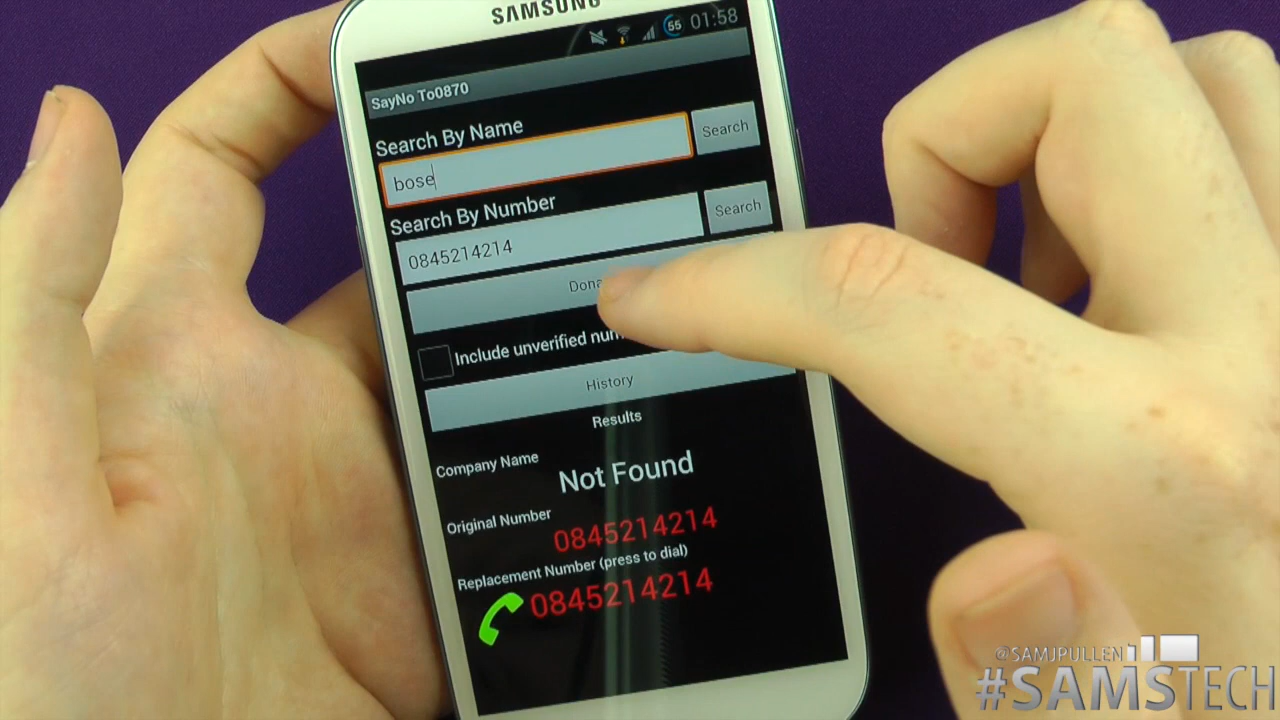 SAMSUNG
55 01:58
SayNo To0870
Search By Name
bose
Search
Search By Number
0845214214
Search
Include unverified
History
Results
Company Name
Not Found
Original Number
0845214214
Replacement Number (press to dial)
0845214214
@SAMJPULLEN
#SAMSTECH